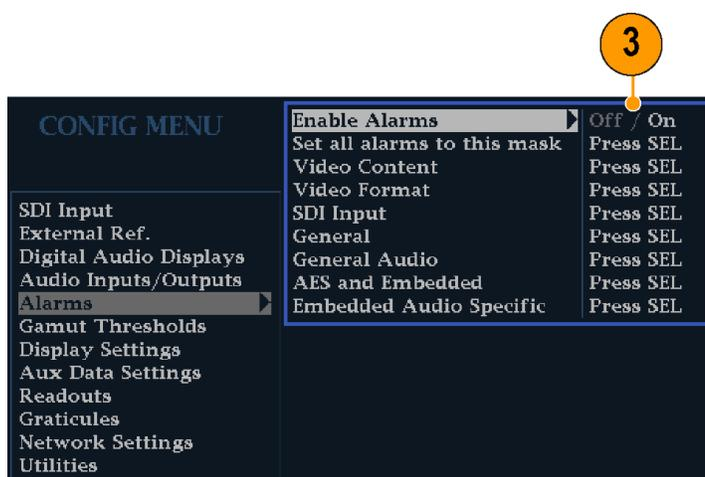 3
CONFIG MENU
Enable Alarms Off / On
Set all alarms to this mask Press SEL
Video Content Press SEL
Video Format Press SEL
SDI Input Press SEL
General Press SEL
General Audio Press SEL
AES and Embedded Press SEL
Embedded Audio Specific Press SEL
SDI Input
External Ref.
Digital Audio Displays
Audio Inputs/Outputs
Alarms
Gamut Thresholds
Display Settings
Aux Data Settings
Readouts
Graticules
Network Settings
Utilities